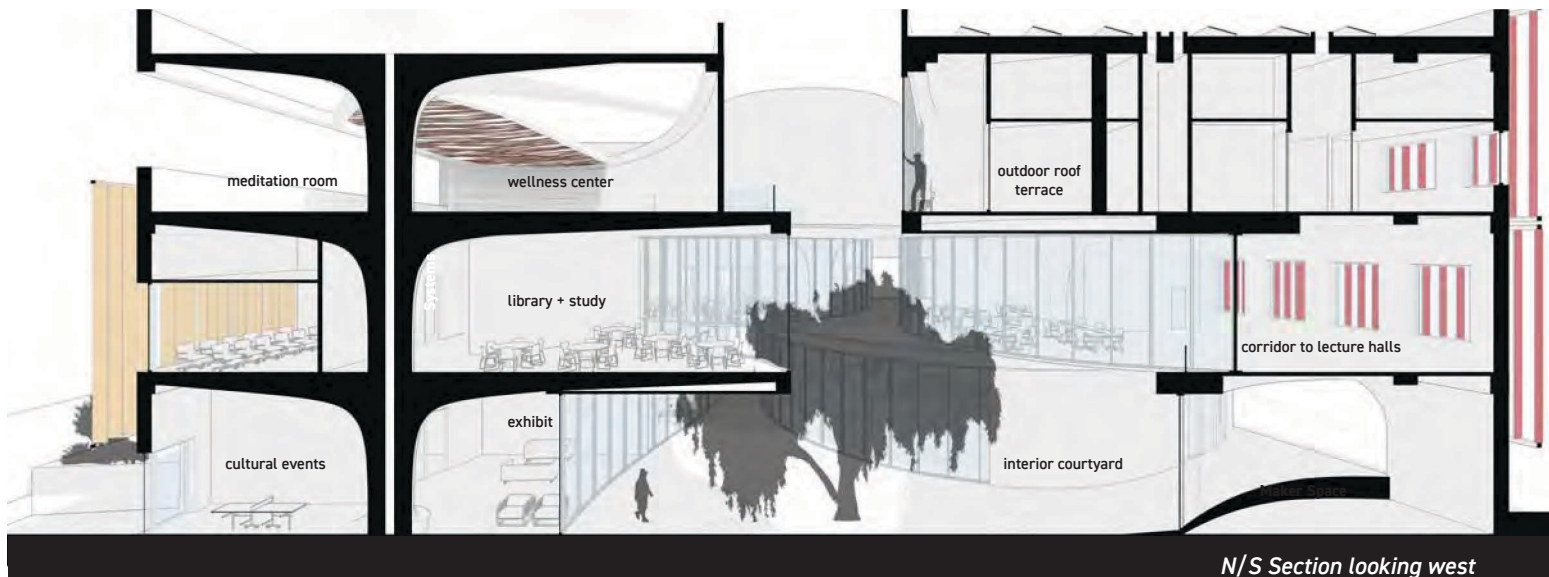 meditation room
wellness center
outdoor roof
terrace
System
library + study
corridor to lecture halls
exhibit
cultural events
interior courtyard
Maker Space
N/S Section looking west